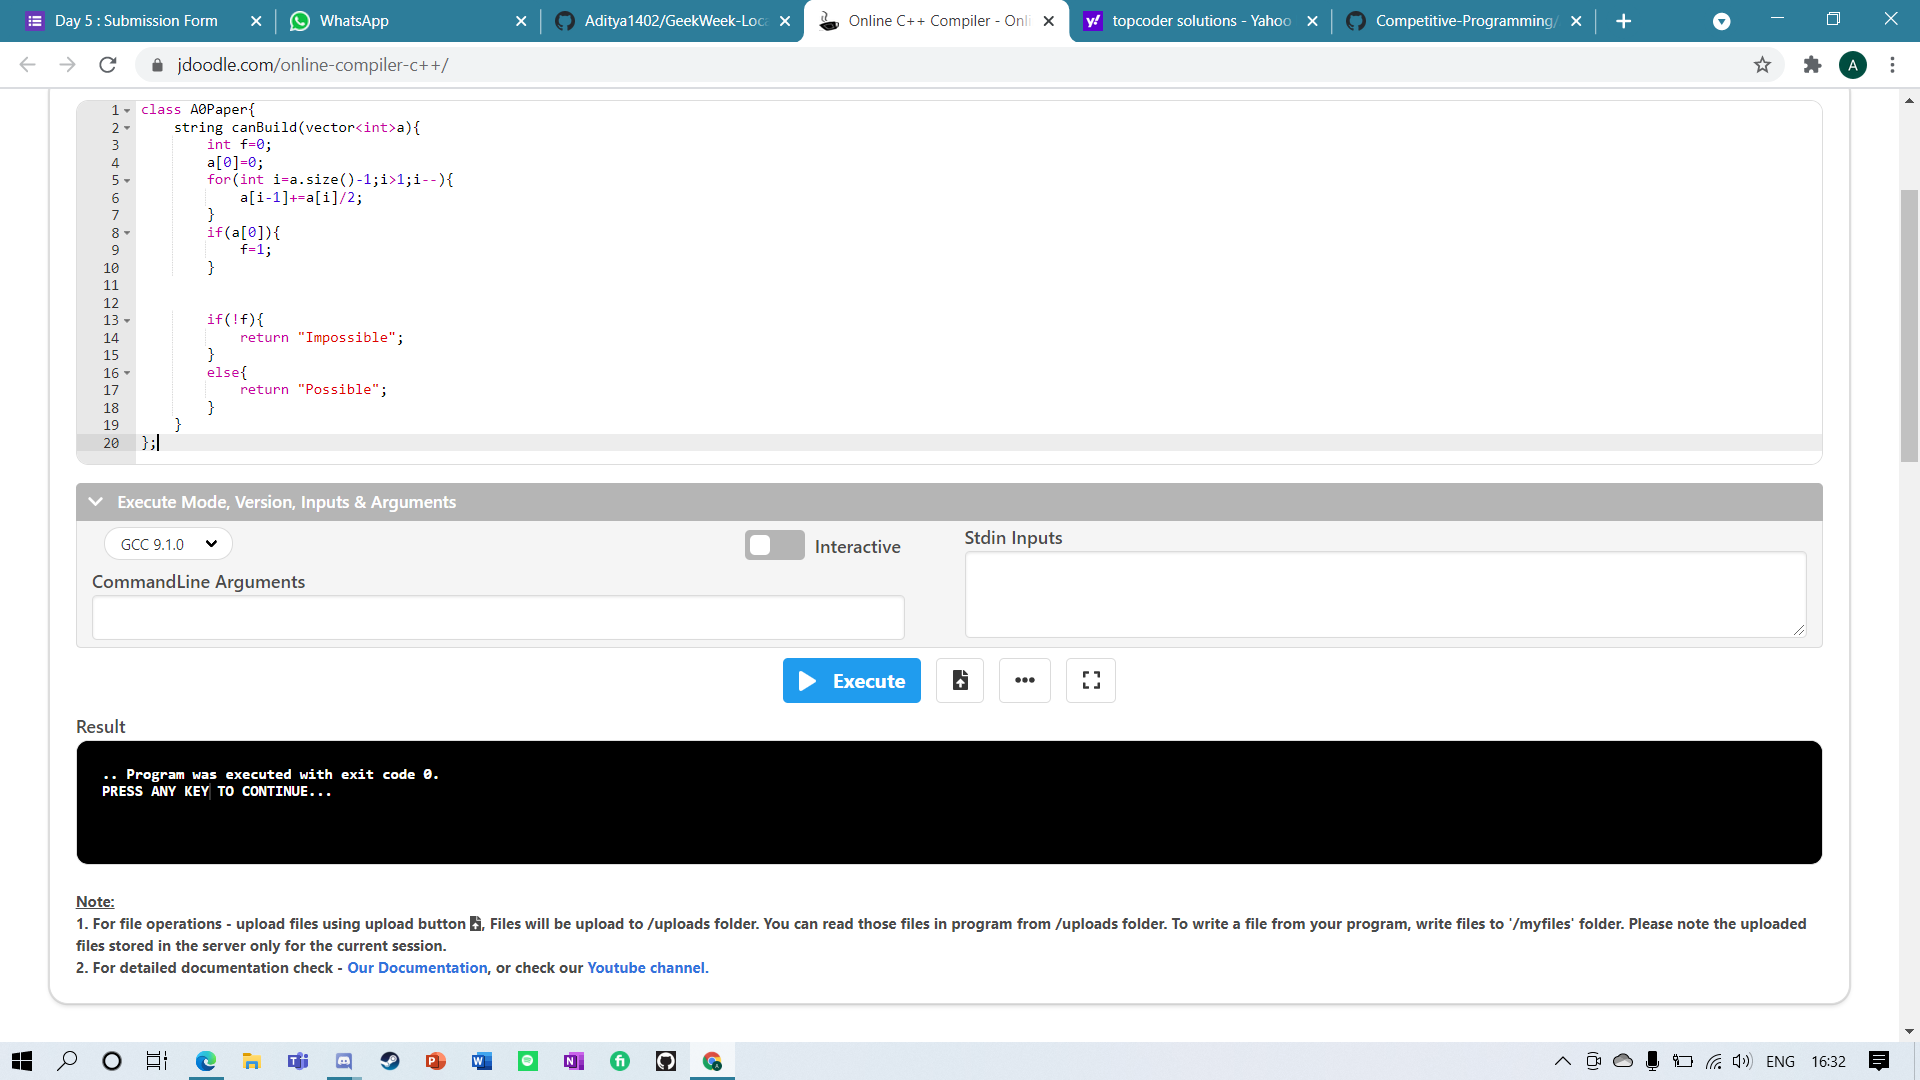 Day 5 : Submission Form
WhatsApp
Aditya1402/GeekWeek-Loc
Online C++ Compiler - Onli
topcoder solutions - Yahoo
Competitive-Programming/
jdoodle.com/online-compiler-c++/
A
1 class A0Paper{
2 string canBuild(vector<int>a){
3 int f=0;
4 a[0]=0;
5 for(int i=a.size()-1;i>1;i--){
6 a[i-1]+=a[i]/2;
7 }
8 if(a[0]){
9 f=1;
10 }
11
12
13 if(!f){
14 return "Impossible";
15 }
16 else{
17 return "Possible";
18 }
19 }
20 };
Execute Mode, Version, Inputs & Arguments
GCC 9.1.0
Interactive
Stdin Inputs
CommandLine Arguments
Execute
Result
.. Program was executed with exit code 0.
PRESS ANY KEY TO CONTINUE...
Note:
1. For file operations - upload files using upload button , Files will be upload to /uploads folder. You can read those files in program from /uploads folder. To write a file from your program, write files to '/myfiles' folder. Please note the uploaded
files stored in the server only for the current session.
2. For detailed documentation check - Our Documentation, or check our Youtube channel.
ENG
16:32